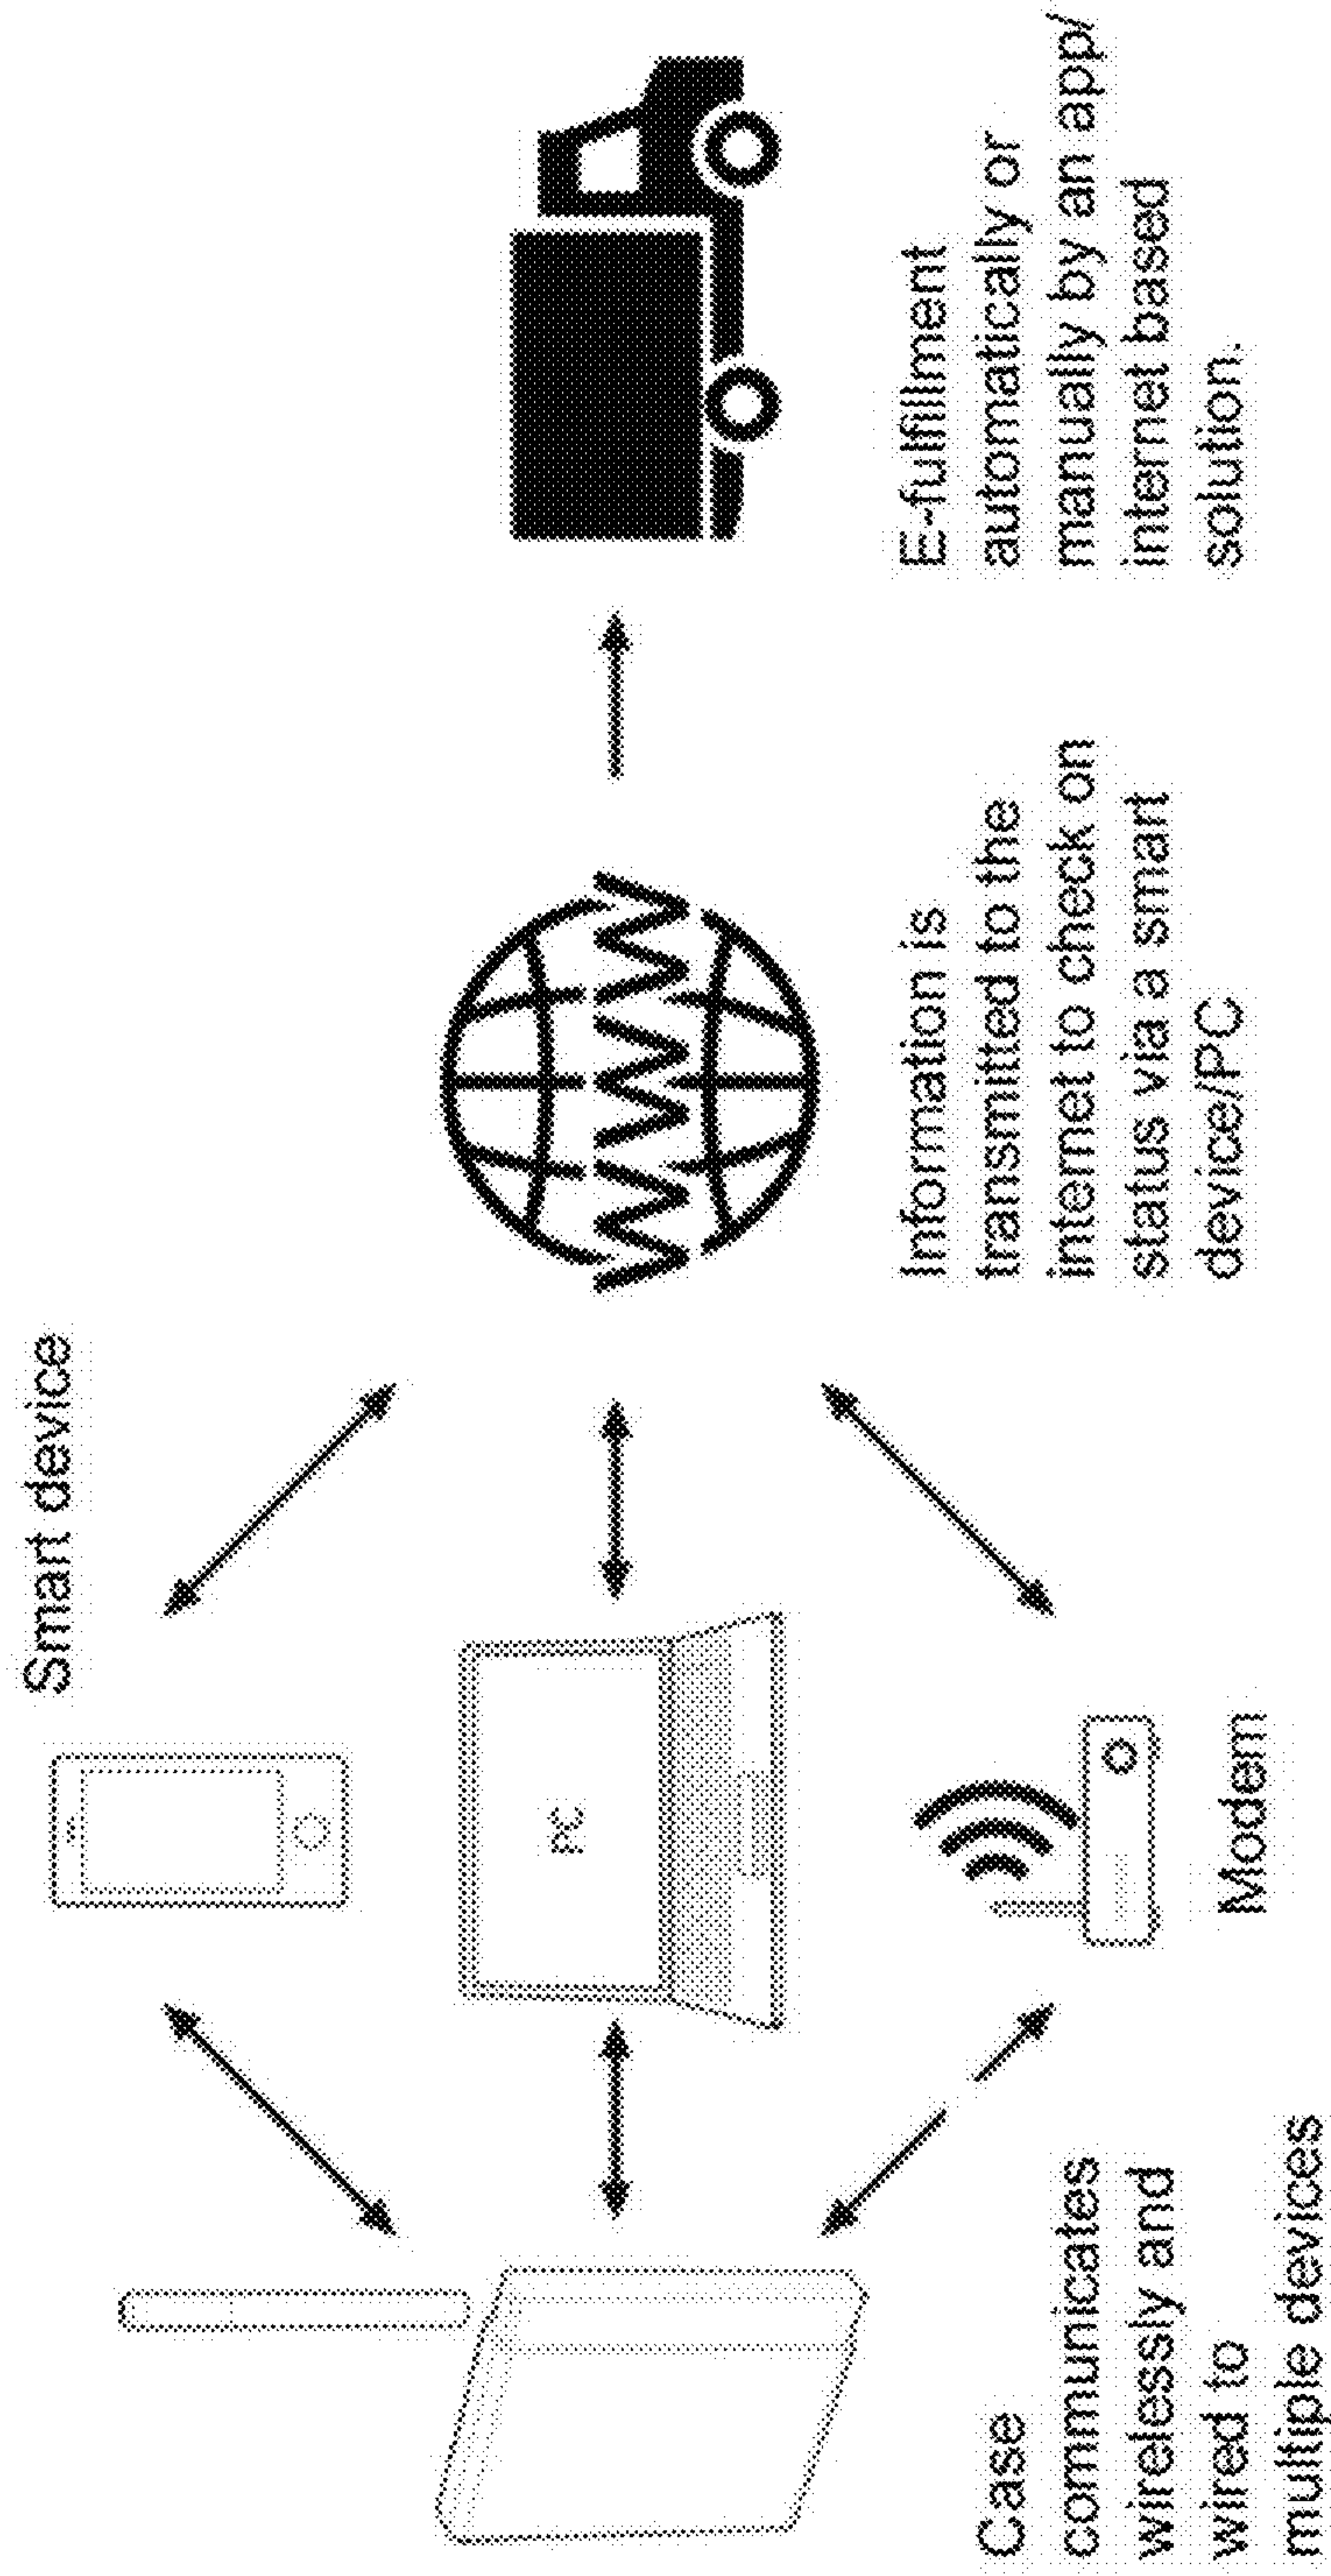 Smart device
PC
Modem
WWW
Case
communicates
wirelessly and
wired to
multiple devices
Information is
transmitted to the
internet to check on
status via a smart
device/PC
E-fulfillment
automatically or
manually by an app/
internet based
solution.